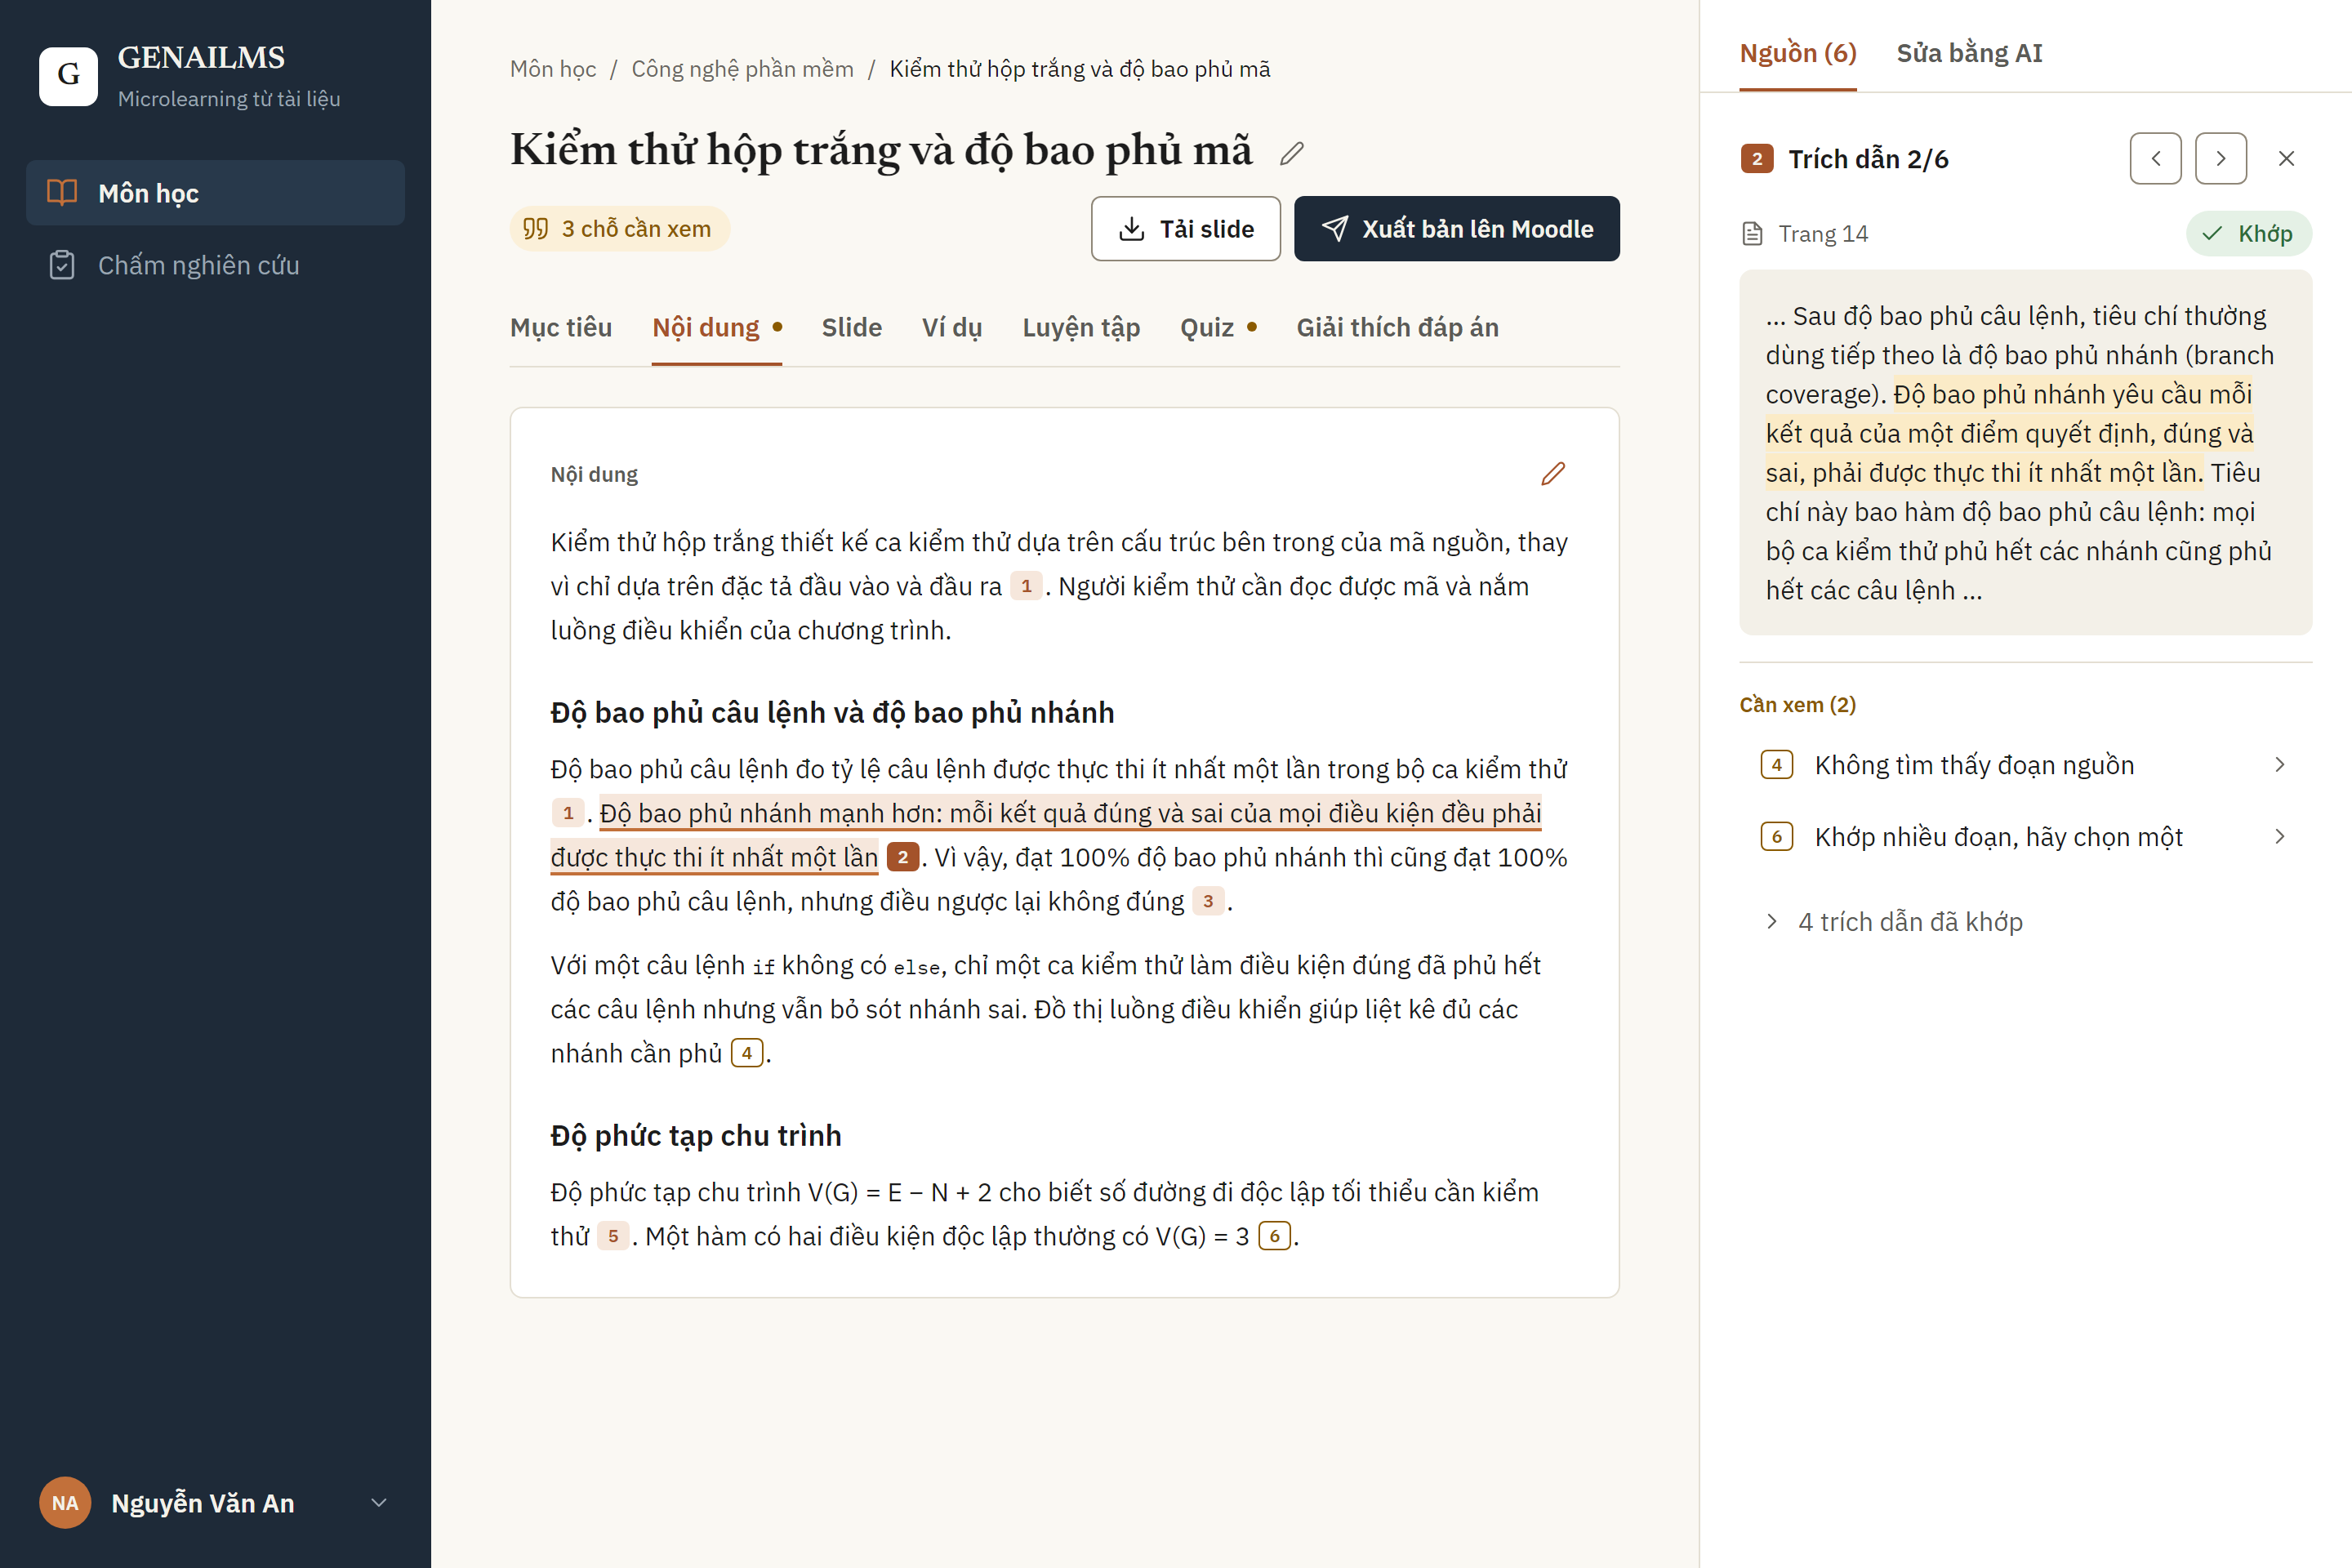 G
GENAILMS
Microlearning từ tài liệu
Môn học
Chấm nghiên cứu
NA
Nguyễn Văn An
Môn học / Công nghệ phần mềm / Kiểm thử hộp trắng và độ bao phủ mã
Kiểm thử hộp trắng và độ bao phủ mã
3 chỗ cần xem
Tải slide
Xuất bản lên Moodle
Mục tiêu
Nội dung
Slide
Ví dụ
Luyện tập
Quiz
Giải thích đáp án
Nội dung
Kiểm thử hộp trắng thiết kế ca kiểm thử dựa trên cấu trúc bên trong của mã nguồn, thay
vì chỉ dựa trên đặc tả đầu vào và đầu ra 1. Người kiểm thử cần đọc được mã và nắm
luồng điều khiển của chương trình.
Độ bao phủ câu lệnh và độ bao phủ nhánh
Độ bao phủ câu lệnh đo tỷ lệ câu lệnh được thực thi ít nhất một lần trong bộ ca kiểm thử
1. Độ bao phủ nhánh mạnh hơn: mỗi kết quả đúng và sai của mọi điều kiện đều phải
được thực thi ít nhất một lần 2. Vì vậy, đạt 100% độ bao phủ nhánh thì cũng đạt 100%
độ bao phủ câu lệnh, nhưng điều ngược lại không đúng 3.
Với một câu lệnh if không có else, chỉ một ca kiểm thử làm điều kiện đúng đã phủ hết
các câu lệnh nhưng vẫn bỏ sót nhánh sai. Đồ thị luồng điều khiển giúp liệt kê đủ các
nhánh cần phủ 4.
Độ phức tạp chu trình
Độ phức tạp chu trình V(G) = E − N + 2 cho biết số đường đi độc lập tối thiểu cần kiểm
thử 5. Một hàm có hai điều kiện độc lập thường có V(G) = 3 6.
Nguồn (6)
Sửa bằng AI
2 Trích dẫn 2/6
Trang 14
Khớp
... Sau độ bao phủ câu lệnh, tiêu chí thường
dùng tiếp theo là độ bao phủ nhánh (branch
coverage). Độ bao phủ nhánh yêu cầu mỗi
kết quả của một điểm quyết định, đúng và
sai, phải được thực thi ít nhất một lần. Tiêu
chí này bao hàm độ bao phủ câu lệnh: mọi
bộ ca kiểm thử phủ hết các nhánh cũng phủ
hết các câu lệnh ...
Cần xem (2)
4 Không tìm thấy đoạn nguồn
6 Khớp nhiều đoạn, hãy chọn một
4 trích dẫn đã khớp